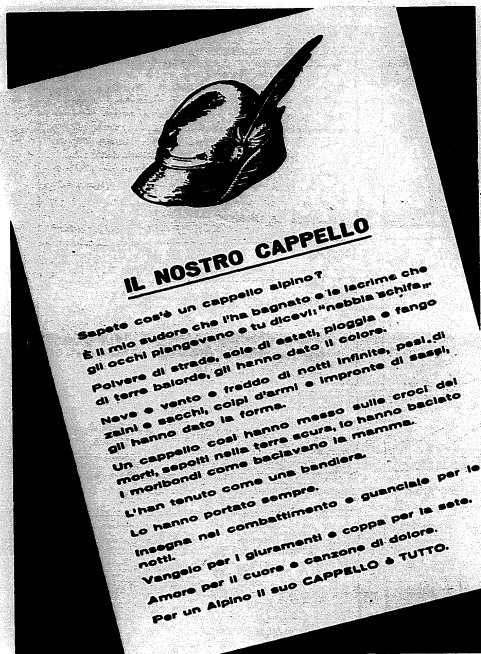 IL NOSTRO CAPPELLO
Sapete cos'è un cappello alpino?
È il mio sudore che l'ha bagnato e le lacrime che
gli occhi piangevano e tu dicevi: "nebbia schifa„.
Polvere di strada, sole di estati, pioggia e fango
di terre balorde, gli hanno dato il colore.
Neve e vento e freddo di notti infinite, pesi di
zaini e sacchi, colpi d'armi e impronte di sassi,
gli hanno dato la forma.
Un cappello così hanno messo sulle croci dei
morti, sepolti nella terra scura, lo hanno baciato
i moribondi come baciavano la mamma.
L'han tenuto come una bandiera.
Lo hanno portato sempre.
Insegna nel combattimento e guanciale per le
notti.
Vangelo per i giuramenti e coppa per la sete.
Amore per il cuore e canzone di dolore.
Per un Alpino il suo CAPPELLO è TUTTO.